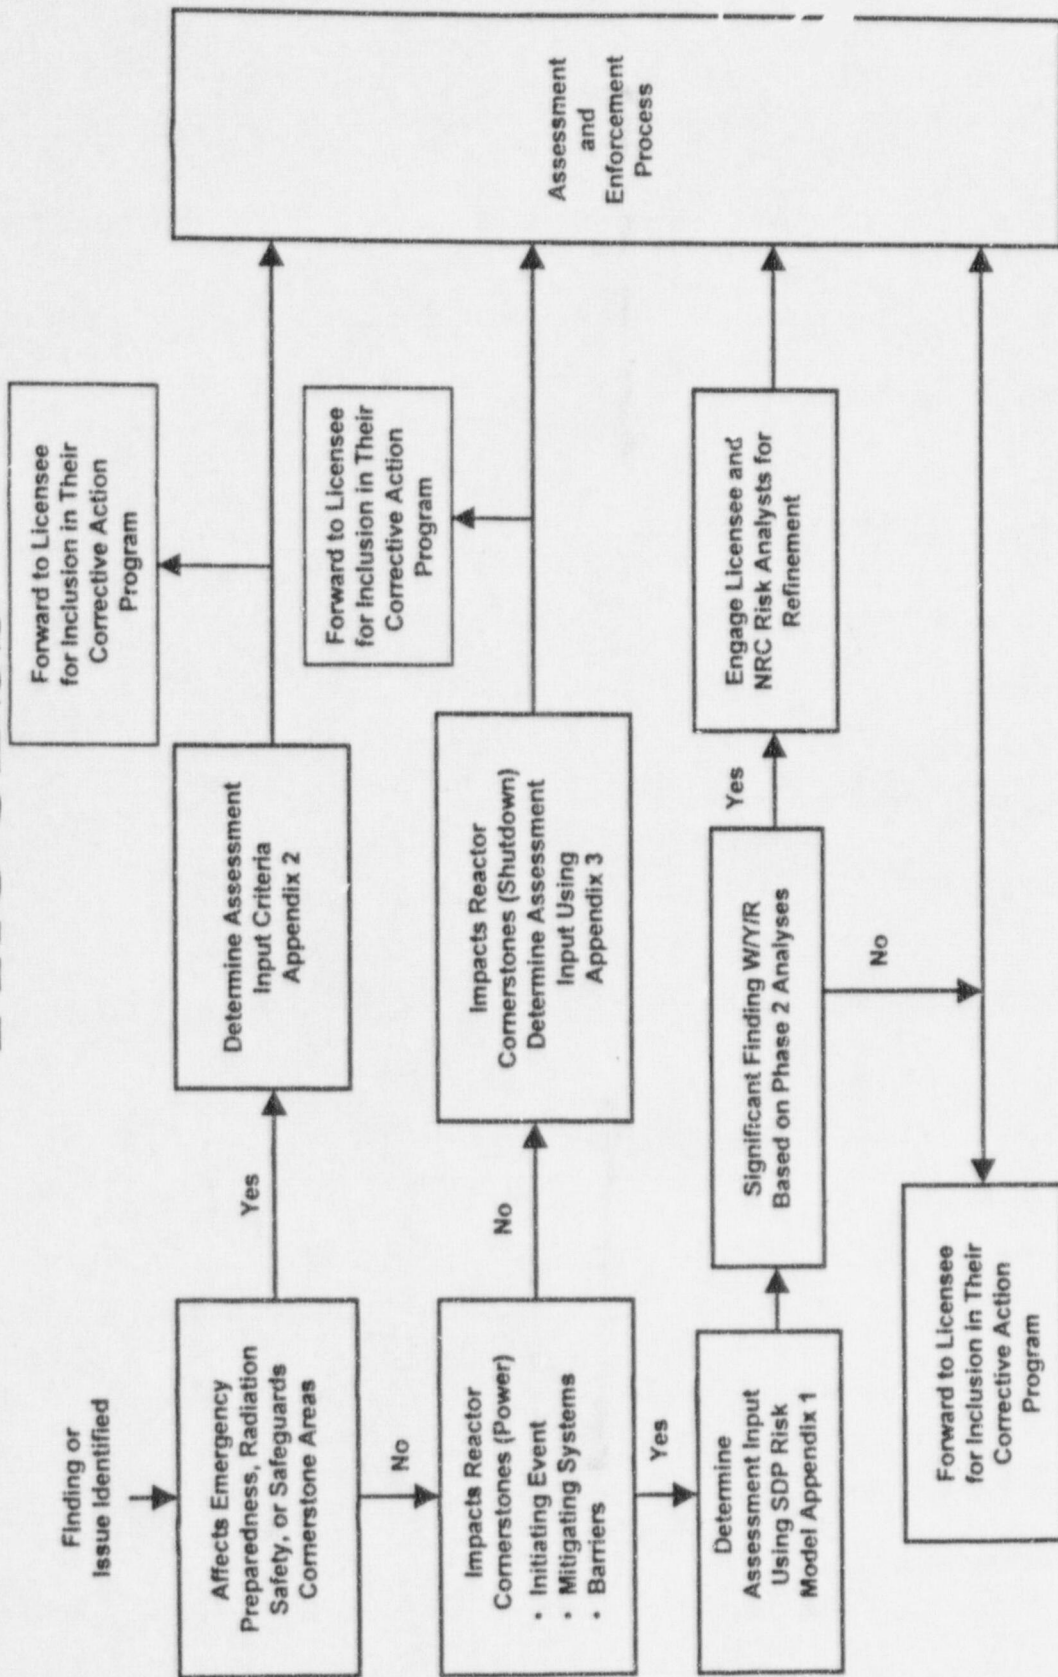 Finding or
Issue Identified
Affects Emergency
Preparedness, Radiation
Safety, or Safeguards
Cornerstone Areas
Yes
Determine Assessment
Input Criteria
Appendix 2
Forward to Licensee
for Inclusion in Their
Corrective Action
Program
No
Impacts Reactor
Cornerstones (Power)
• Initiating Event
• Mitigating Systems
• Barriers
No
Impacts Reactor
Cornerstones (Shutdown)
Determine Assessment
Input Using
Appendix 3
Forward to Licensee
for Inclusion in Their
Corrective Action
Program
Yes
Determine
Assessment Input
Using SDP Risk
Model Appendix 1
Significant Finding W/Y/R
Based on Phase 2 Analyses
Yes
Engage Licensee and
NRC Risk Analysts for
Refinement
No
Forward to Licensee
for Inclusion in Their
Corrective Action
Program
Assessment
and
Enforcement
Process